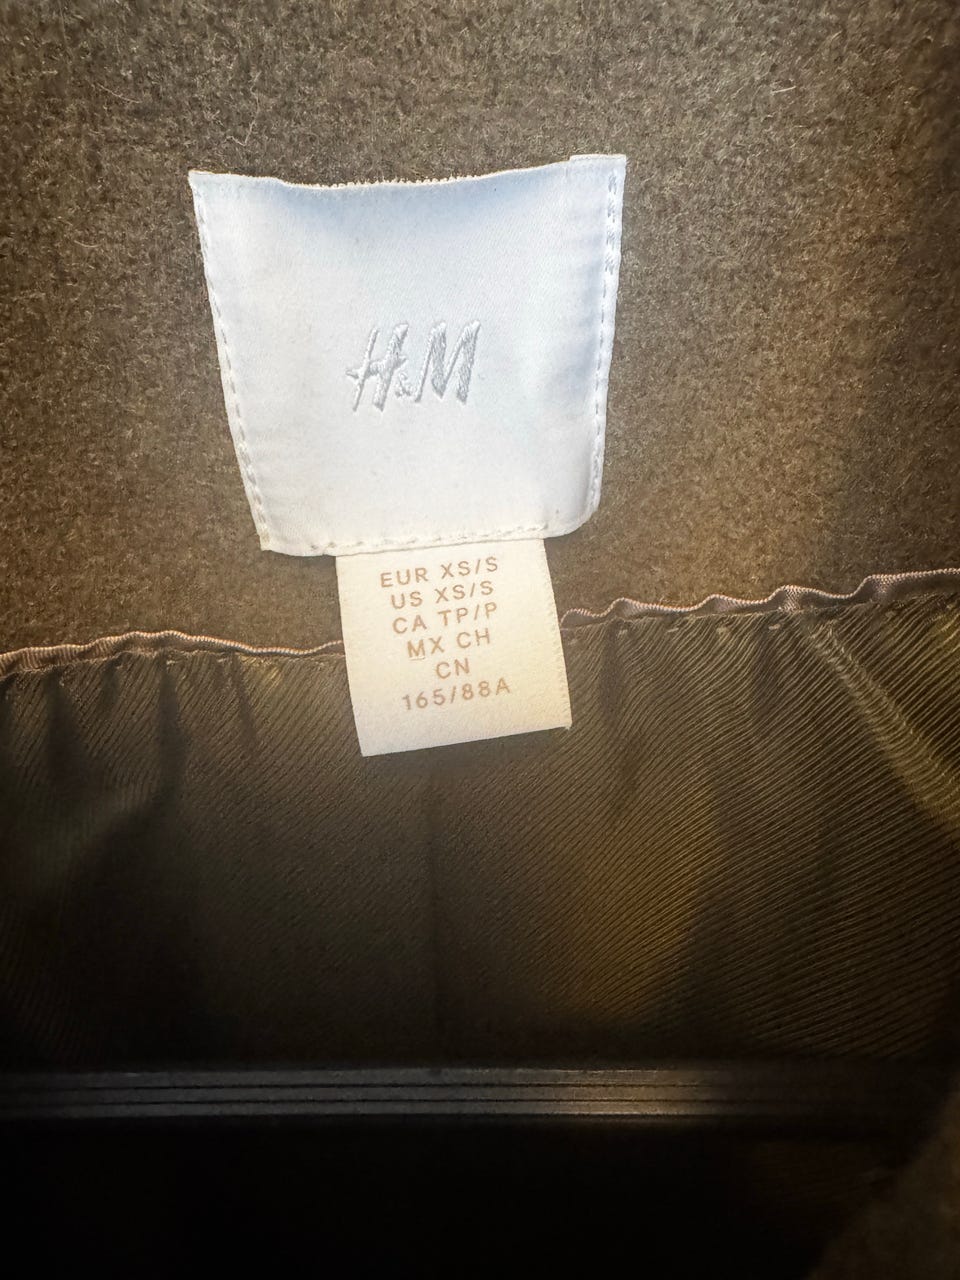 H&M
EUR XS/S
US XS/S
CA TP/P
MX CH
CN
165/88A